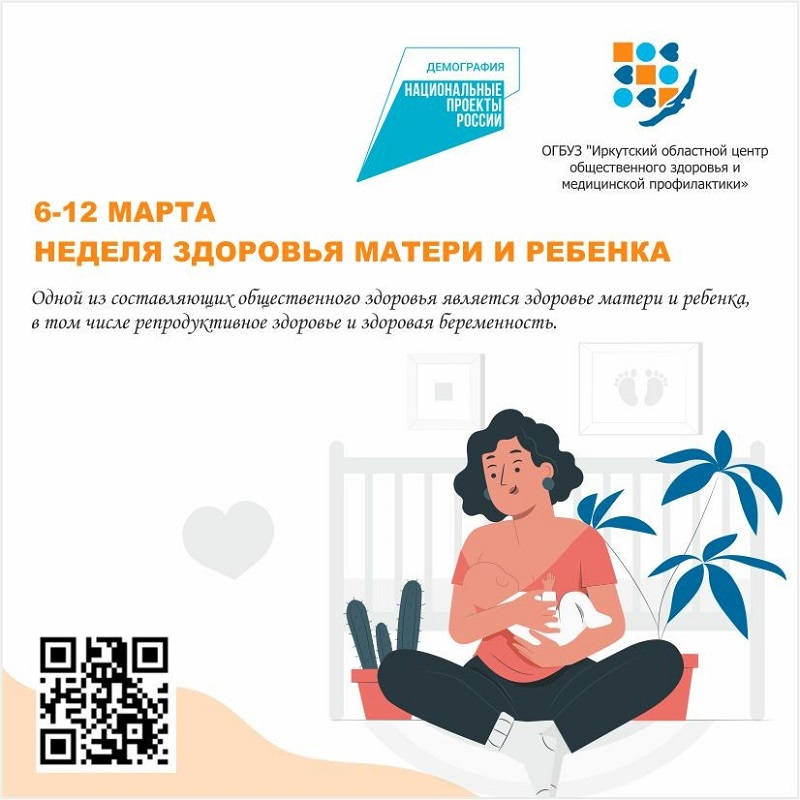 ДЕМОГРАФИЯ
НАЦИОНАЛЬНЫЕ
ПРОЕКТЫ
РОССИИ
ОГБУЗ "Иркутский областной центр
общественного здоровья и
медицинской профилактики»
6-12 МАРТА
НЕДЕЛЯ ЗДОРОВЬЯ МАТЕРИ И РЕБЕНКА
Одной из составляющих общественного здоровья является здоровье матери и ребенка,
в том числе репродуктивное здоровье и здоровая беременность.